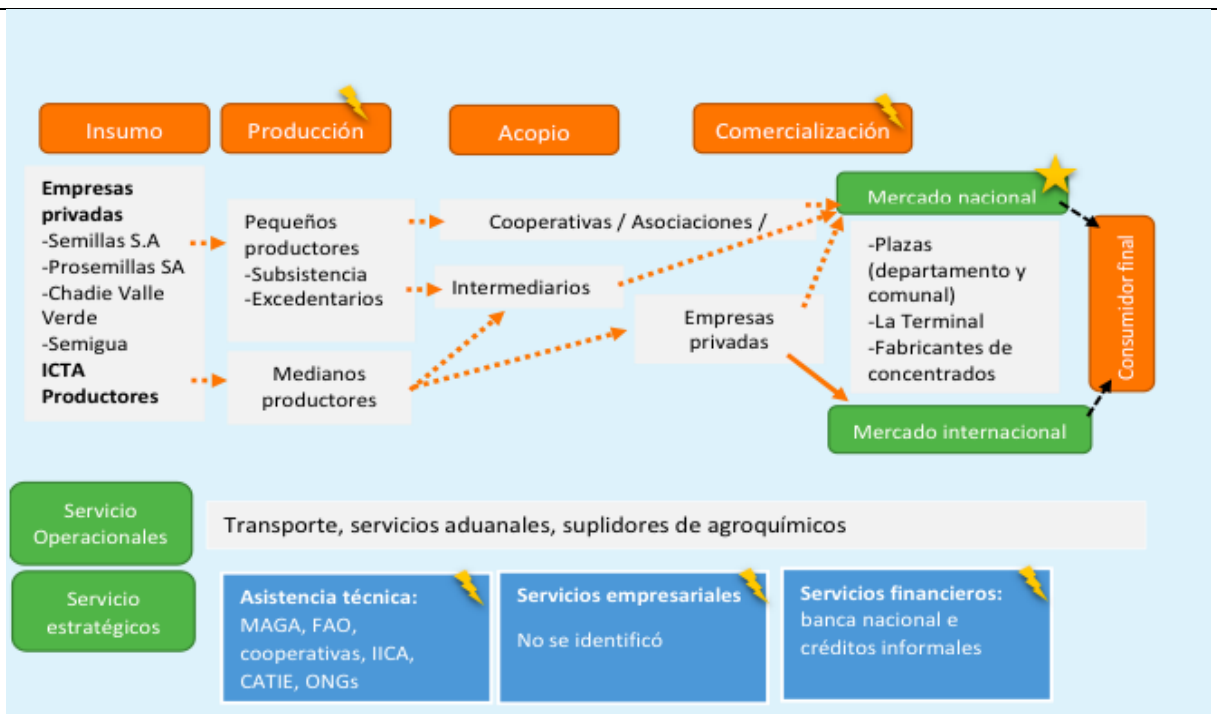 Insumo
Producción
Acopio
Comercialización
Empresas
privadas
-Semillas S.A
-Prosemillas SA
-Chadie Valle
Verde
-Semigua
ICTA
Productores
Pequeños
productores
-Subsistencia
-Excedentarios
Medianos
productores
Cooperativas / Asociaciones /
Intermediarios
Empresas
privadas
Mercado nacional
-Plazas
(departamento y
comunal)
-La Terminal
-Fabricantes de
concentrados
Mercado internacional
Consumidor final
Servicio
Operacionales
Transporte, servicios aduanales, suplidores de agroquímicos
Servicio
estratégicos
Asistencia técnica:
MAGA, FAO,
cooperativas, IICA,
CATIE, ONGs
Servicios empresariales
No se identificó
Servicios financieros:
banca nacional e
créditos informales